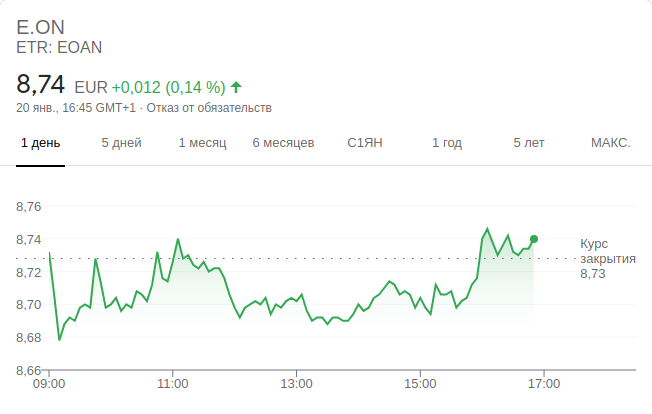 E.ON
ETR: EOAN
8,74 EUR +0,012 (0,14 %)
20 янв., 16:45 GMT+1 · Отказ от обязательств
1 день 5 дней 1 месяц 6 месяцев С1ЯН 1 год 5 лет МАКС.
8,76
8,74
8,72
8,70
8,68
8,66
Курс
закрытия
8,73
09:00 11:00 13:00 15:00 17:00